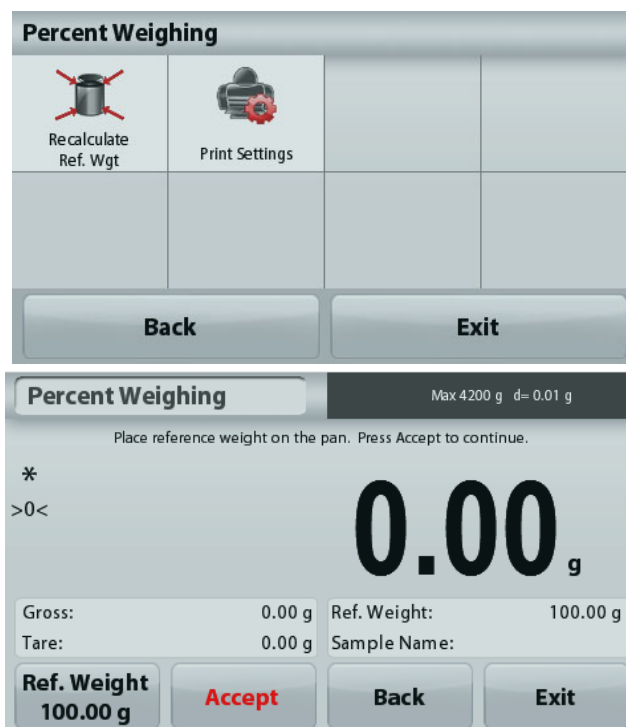 Percent Weighing
Recalculate
Ref. Wgt
Print Settings
Back
Exit
Percent Weighing
Max 4200 g d= 0.01 g
Place reference weight on the pan. Press Accept to continue.
*
>0<
0.00 g
Gross: 0.00 g
Tare: 0.00 g
Ref. Weight: 100.00 g
Sample Name:
Ref. Weight
100.00 g
Accept
Back
Exit